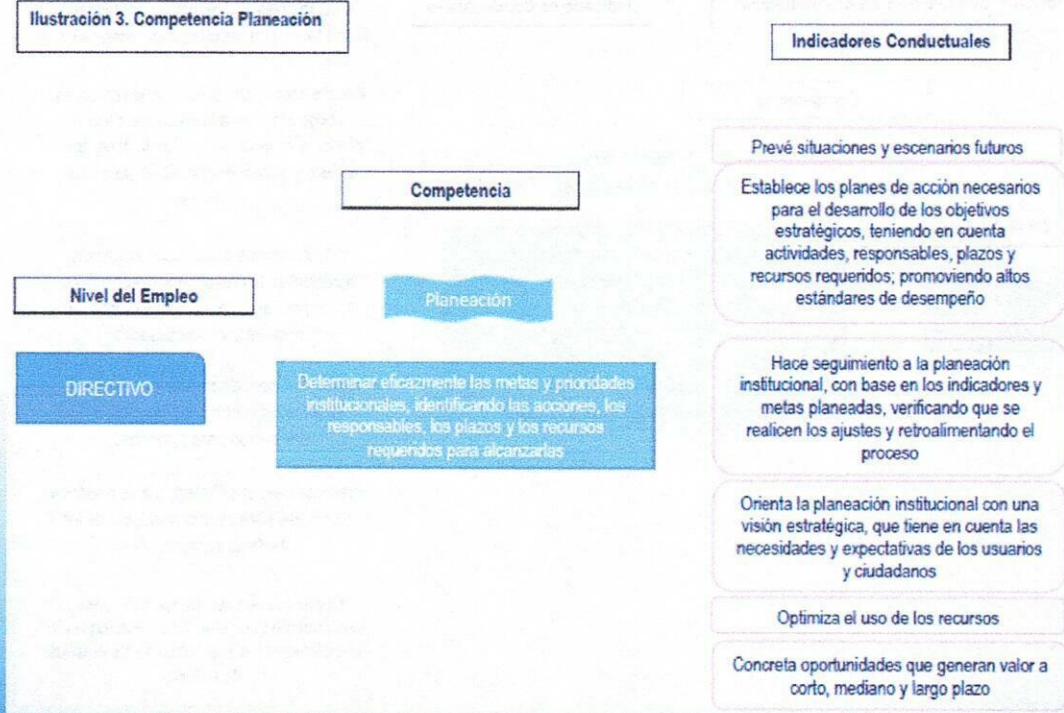 Ilustración 3. Competencia Planeación
Indicadores Conductuales
Competencia
Nivel del Empleo
Planeación
DIRECTIVO
Determinar eficazmente las metas y prioridades
institucionales, identificando las acciones, los
responsables, los plazos y los recursos
requeridos para alcanzarlas
Prevé situaciones y escenarios futuros
Establece los planes de acción necesarios
para el desarrollo de los objetivos
estratégicos, teniendo en cuenta
actividades, responsables, plazos y
recursos requeridos; promoviendo altos
estándares de desempeño
Hace seguimiento a la planeación
institucional, con base en los indicadores y
metas planeadas, verificando que se
realicen los ajustes y retroalimentando el
proceso
Orienta la planeación institucional con una
visión estratégica, que tiene en cuenta las
necesidades y expectativas de los usuarios
y ciudadanos
Optimiza el uso de los recursos
Concreta oportunidades que generan valor a
corto, mediano y largo plazo